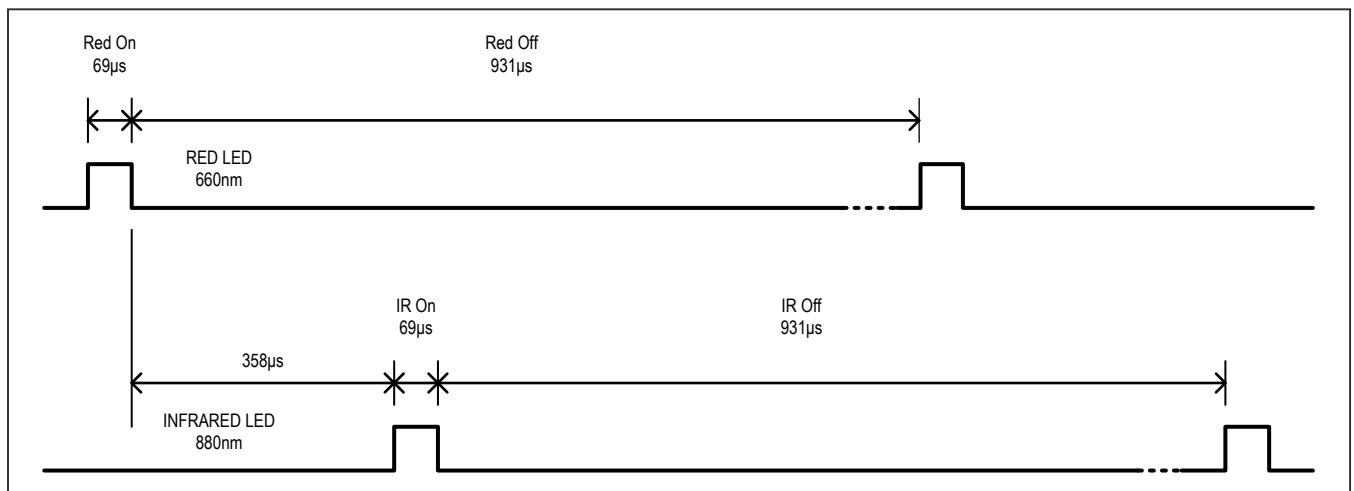 Red On
69µs
Red Off
931µs
RED LED
660nm
IR On
69µs
IR Off
931µs
358µs
INFRARED LED
880nm